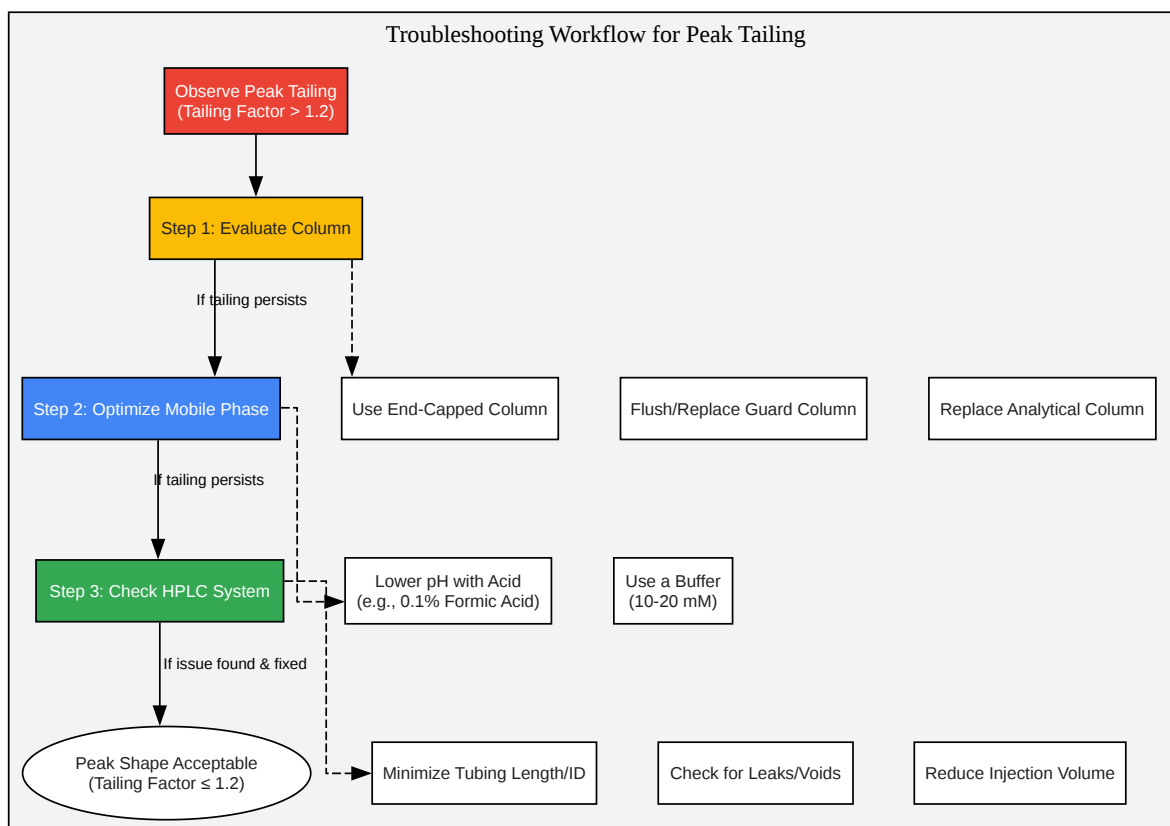 Troubleshooting Workflow for Peak Tailing
Observe Peak Tailing
(Tailing Factor > 1.2)
Step 1: Evaluate Column
If tailing persists
Step 2: Optimize Mobile Phase
Use End-Capped Column
Flush/Replace Guard Column
Replace Analytical Column
If tailing persists
Step 3: Check HPLC System
Lower pH with Acid
(e.g., 0.1% Formic Acid)
Use a Buffer
(10-20 mM)
If issue found & fixed
Peak Shape Acceptable
(Tailing Factor ≤ 1.2)
Minimize Tubing Length/ID
Check for Leaks/Voids
Reduce Injection Volume